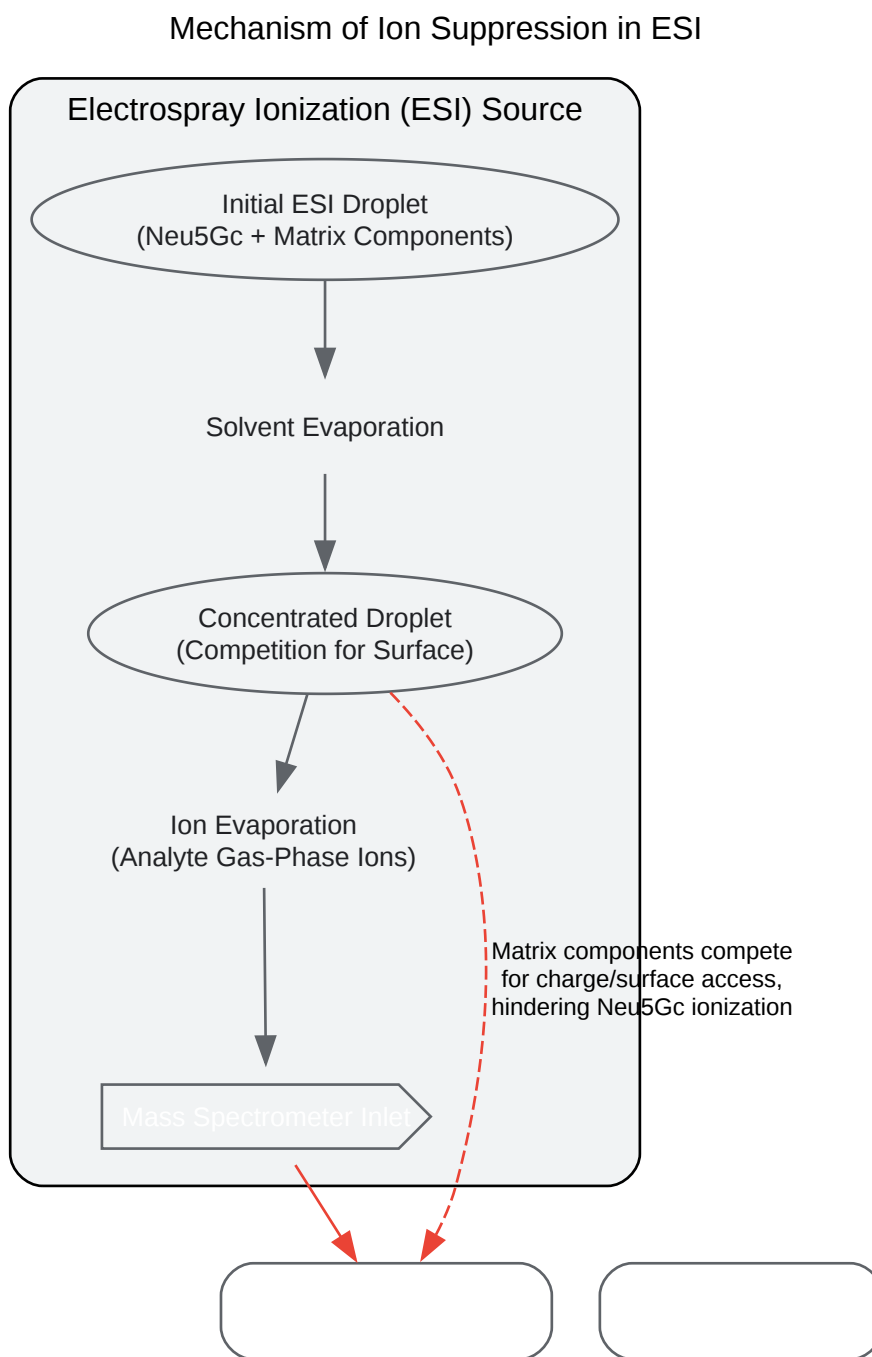 Mechanism of Ion Suppression in ESI
Electrospray Ionization (ESI) Source
Initial ESI Droplet
(Neu5Gc + Matrix Components)
Solvent Evaporation
Concentrated Droplet
(Competition for Surface)
Ion Evaporation
(Analyte Gas-Phase Ions)
Matrix components compete
for charge/surface access,
hindering Neu5Gc ionization
Mass Spectrometer Inlet